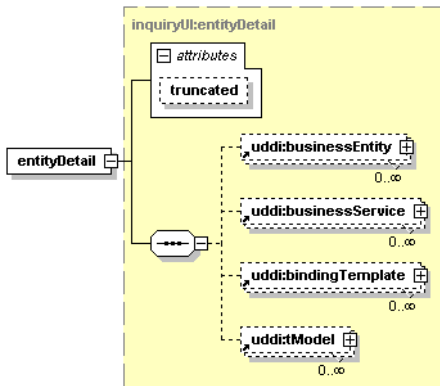 inquiryUI:entityDetail
attributes
truncated
entityDetail
uddi:businessEntity
0..∞
uddi:businessService
0..∞
uddi:bindingTemplate
0..∞
uddi:tModel
0..∞